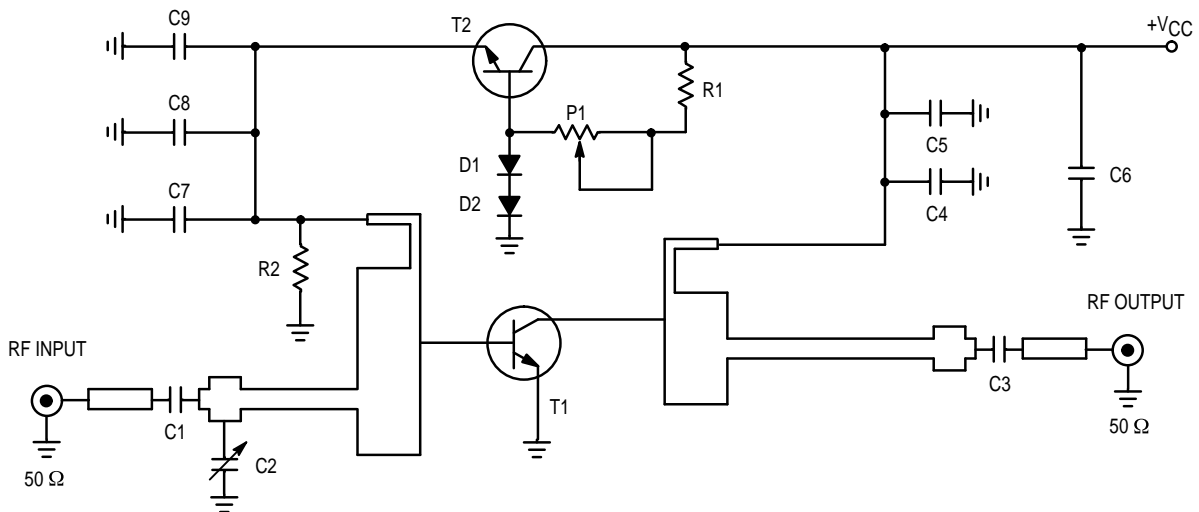 C9
T2
+VCC
R1
C8
P1
C5
D1
C6
C7
D2
C4
R2
RF OUTPUT
RF INPUT
C3
T1
C1
50 Ω
C2
50 Ω